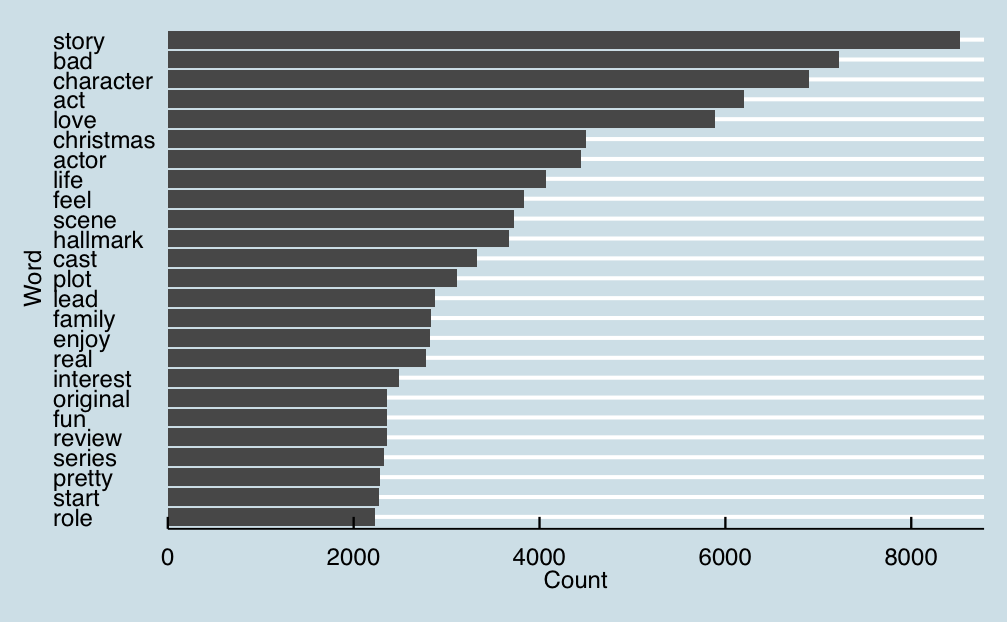 story
bad
character
act
love
christmas
actor
life
feel
scene
hallmark
cast
plot
lead
family
enjoy
real
interest
original
fun
review
series
pretty
start
role
Word
0 2000 4000 6000 8000
Count